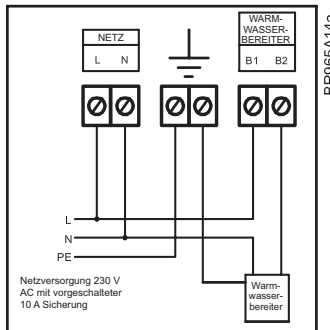 NETZ
L N
WARM-
WASSER-
BEREITER
B1 B2
L
N
PE
Netzversorgung 230 V
AC mit vorgeschalteter
10 A Sicherung
Warm-
wasser-
bereiter